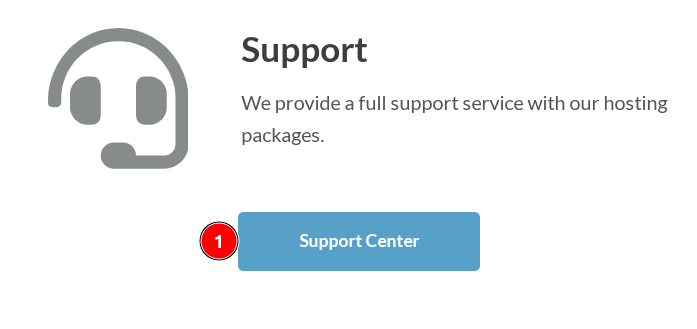 Support
We provide a full support service with our hosting
packages.
1
Support Center